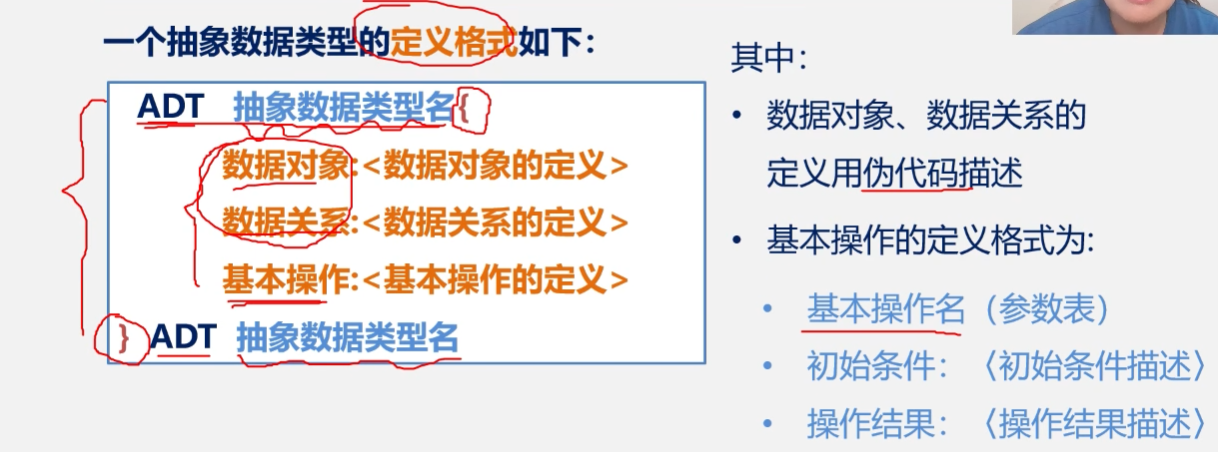 一个抽象数据类型的定义格式如下：
ADT 抽象数据类型名{
数据对象:<数据对象的定义>
数据关系:<数据关系的定义>
基本操作:<基本操作的定义>
} ADT 抽象数据类型名
其中：
• 数据对象、数据关系的
定义用伪代码描述
• 基本操作的定义格式为:
• 基本操作名（参数表）
• 初始条件：〈初始条件描述〉
• 操作结果：〈操作结果描述〉